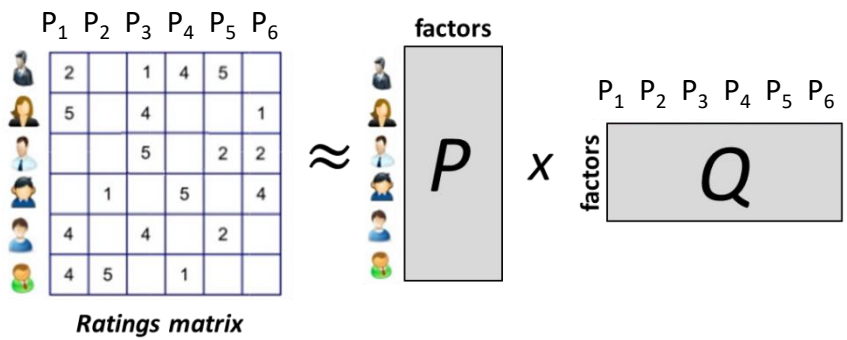 P1 P2 P3 P4 P5 P6
2 1 4 5
5 4 1
5 2 2
1 5 4
4 4 2
4 5 1
Ratings matrix
≈
factors
P
x
P1 P2 P3 P4 P5 P6
factors
Q